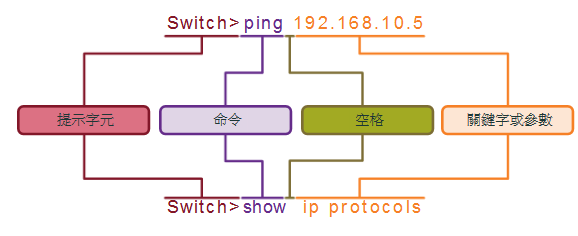 Switch>ping 192.168.10.5
提示字元 命令 空格 關鍵字或參數
Switch>show ip protocols